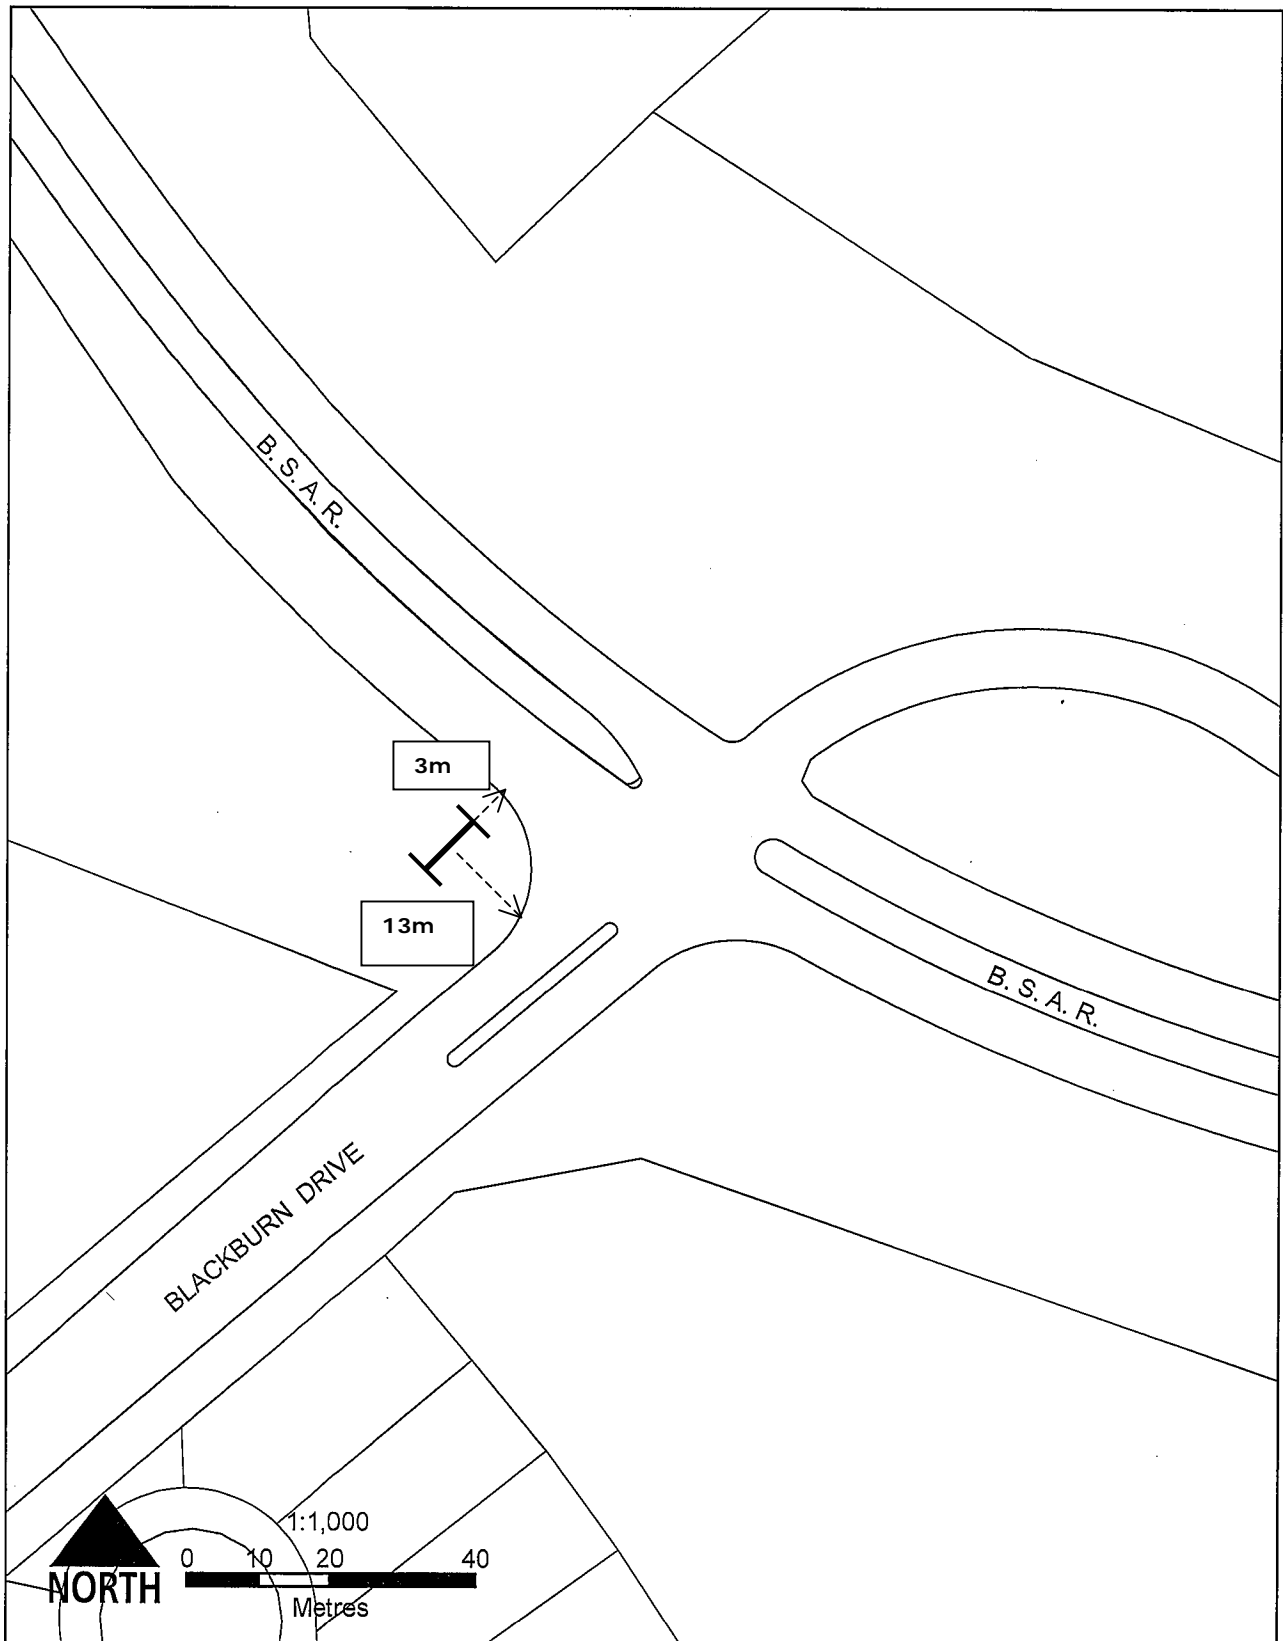 B. S. A. R.
3m
13m
B. S. A. R.
BLACKBURN DRIVE
1:1,000
0 10 20 40
NORTH
Metres